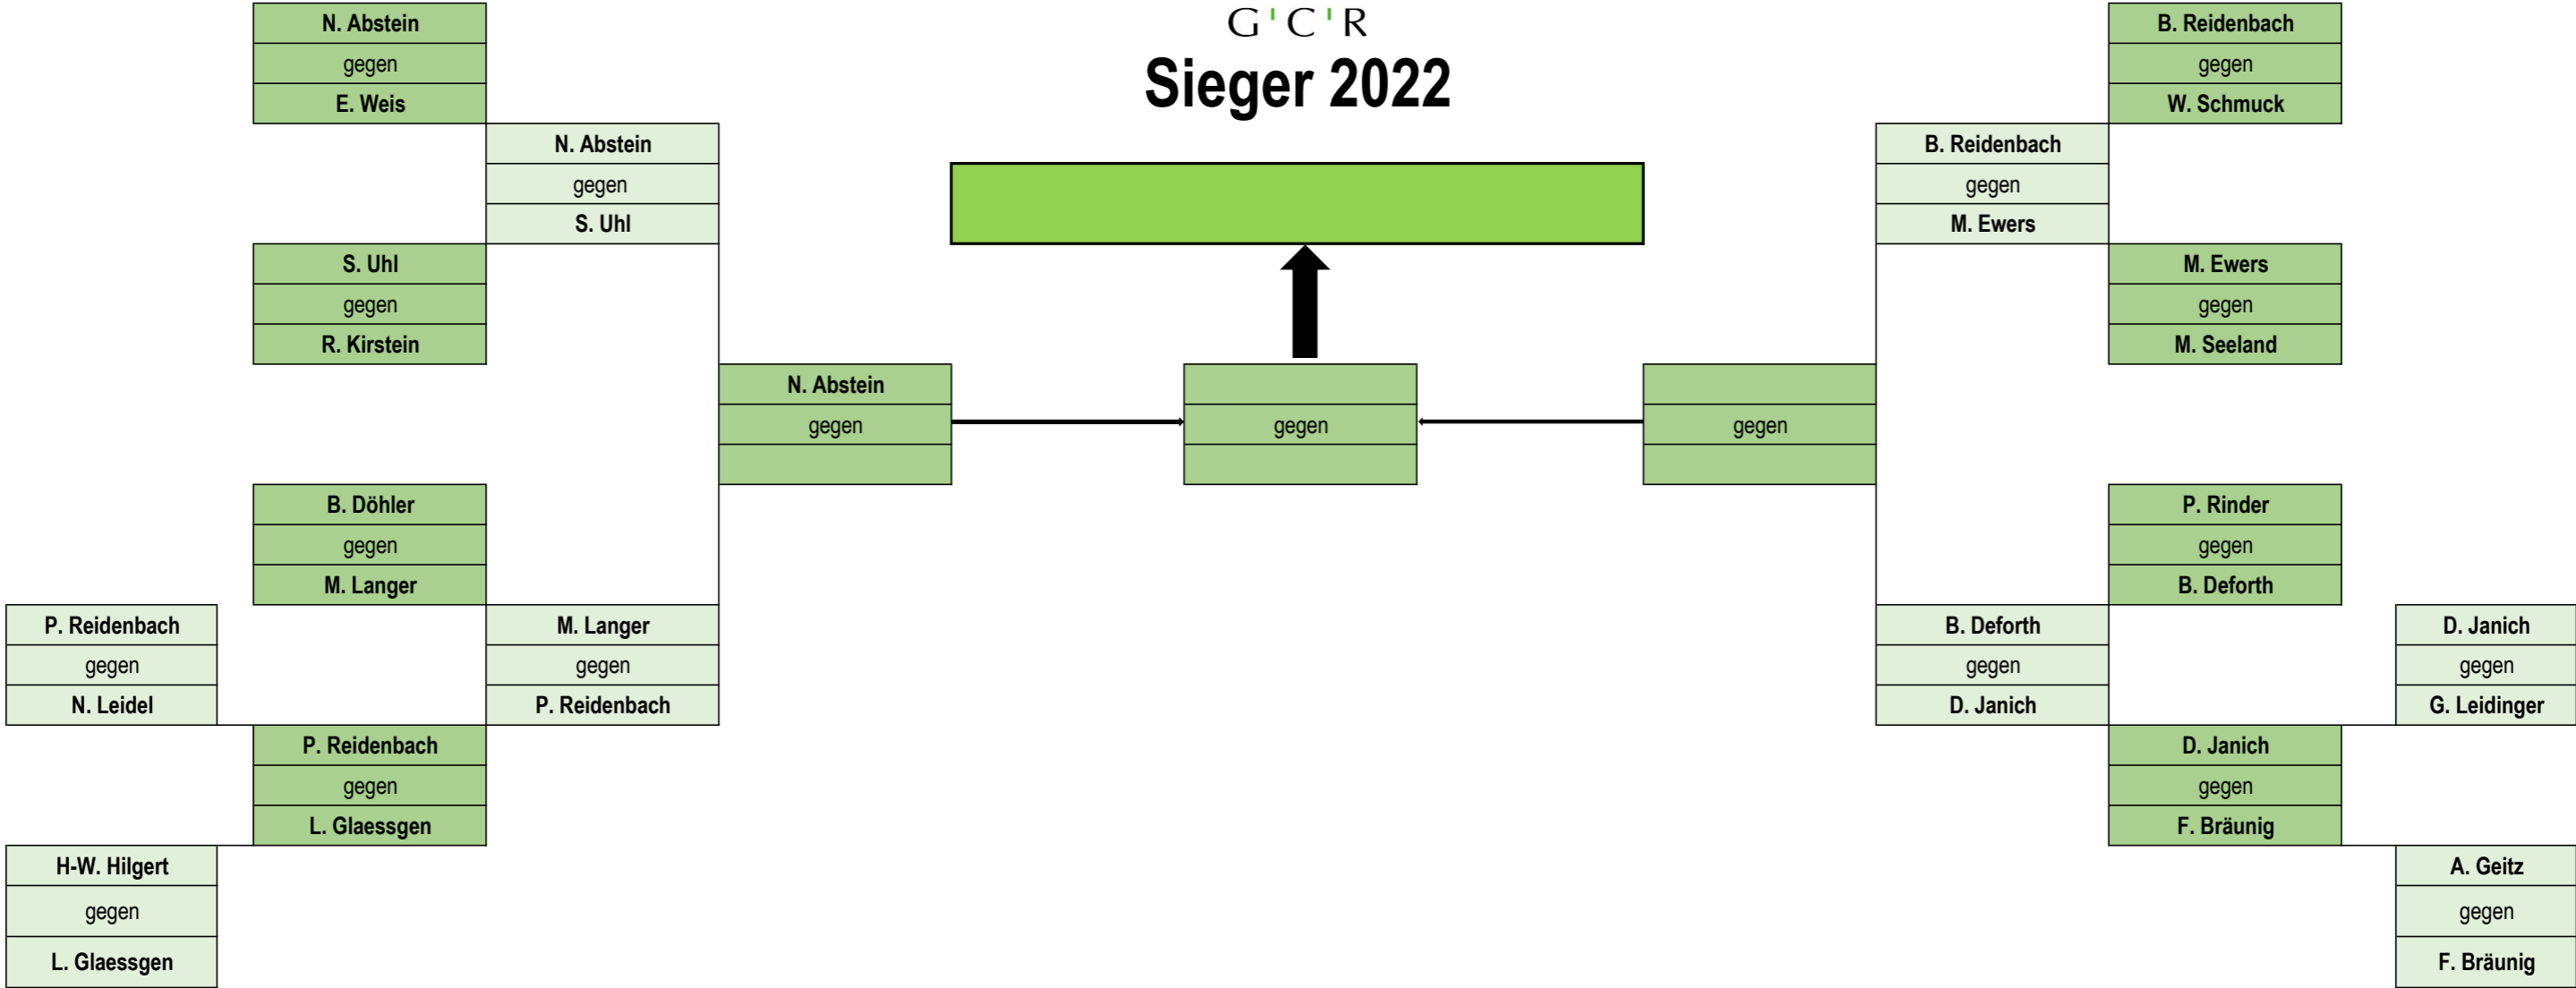 G'C'R
Sieger 2022
N. Abstein
gegen
E. Weis
N. Abstein
gegen
S. Uhl
S. Uhl
gegen
R. Kirstein
N. Abstein
gegen
B. Döhler
gegen
M. Langer
P. Reidenbach
gegen
N. Leidel
M. Langer
gegen
P. Reidenbach
P. Reidenbach
gegen
L. Glaessgen
H-W. Hilgert
gegen
L. Glaessgen
gegen
gegen
B. Reidenbach
gegen
W. Schmuck
B. Reidenbach
gegen
M. Ewers
M. Ewers
gegen
M. Seeland
P. Rinder
gegen
B. Deforth
B. Deforth
gegen
D. Janich
D. Janich
gegen
G. Leidinger
D. Janich
gegen
F. Bräunig
A. Geitz
gegen
F. Bräunig